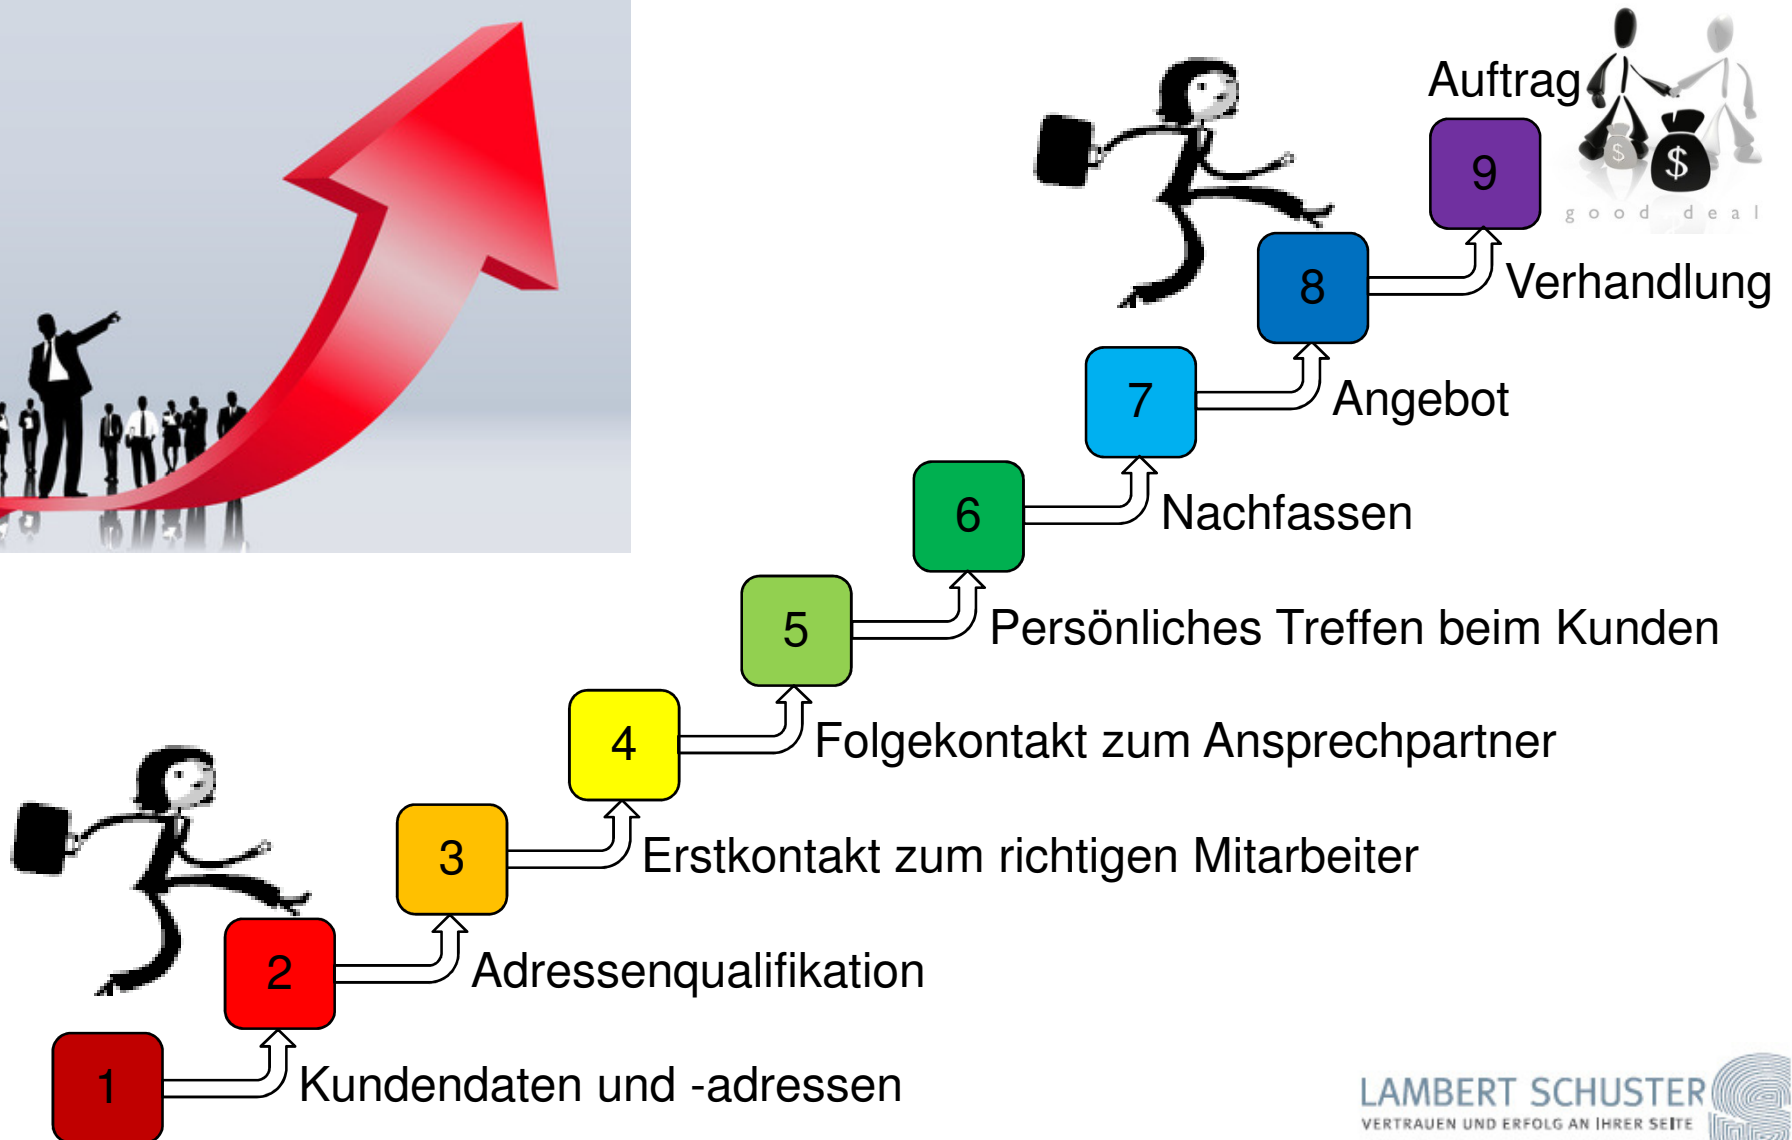 Auftrag
9
$ $
good deal
8
Verhandlung
7
Angebot
6
Nachfassen
5
Persönliches Treffen beim Kunden
4
Folgekontakt zum Ansprechpartner
3
Erstkontakt zum richtigen Mitarbeiter
2
Adressenqualifikation
1
Kundendaten und -adressen
LAMBERT SCHUSTER
VERTRAUEN UND ERFOLG AN IHRER SEITE